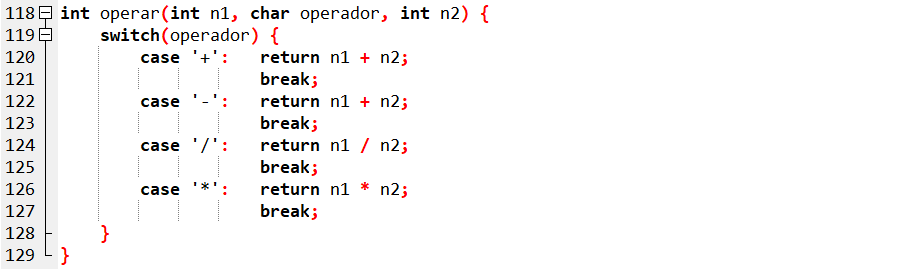 118 int operar(int n1, char operador, int n2) {
119 switch(operador) {
120 case '+': return n1 + n2;
121 break;
122 case '-': return n1 + n2;
123 break;
124 case '/': return n1 / n2;
125 break;
126 case '*': return n1 * n2;
127 break;
128 }
129 }